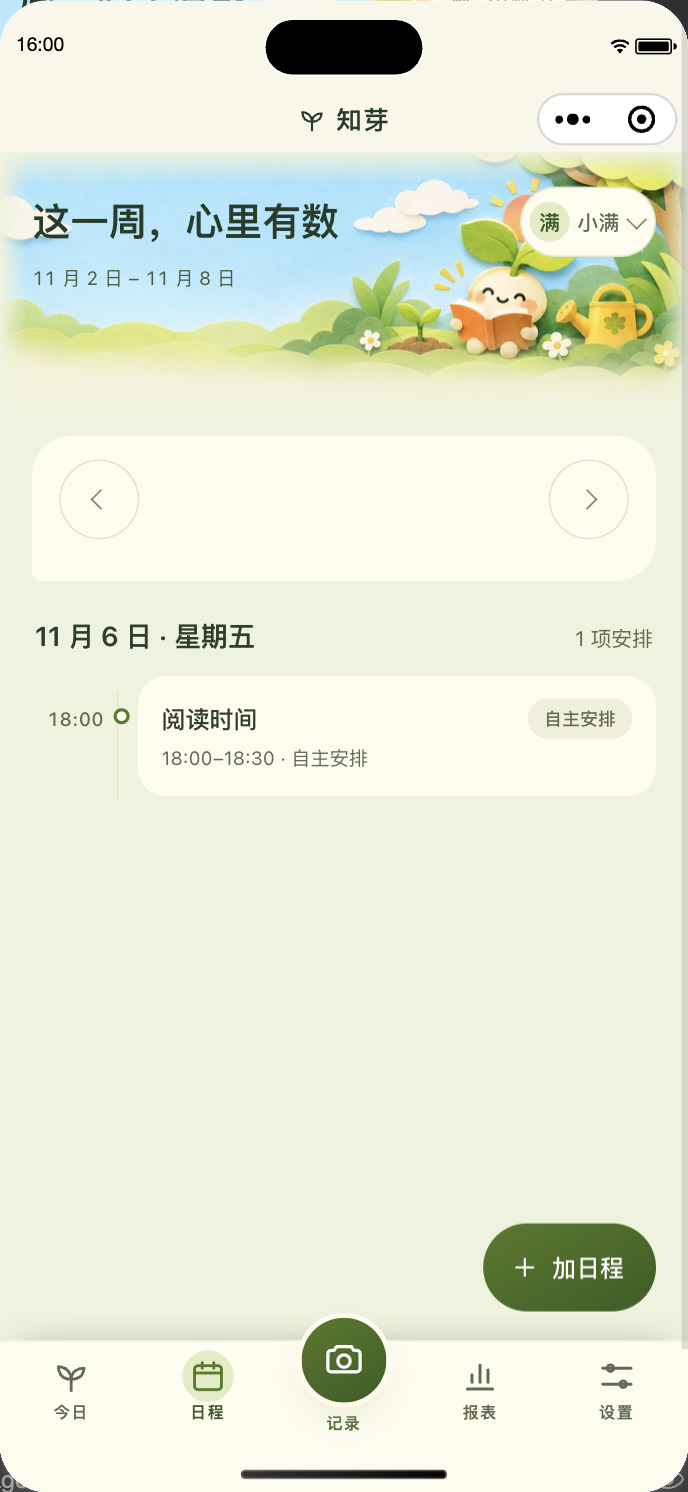 16:00
知芽
这一周，心里有数
满 小满
11 月 2 日 – 11 月 8 日
11 月 6 日 · 星期五
1 项安排
18:00
阅读时间
自主安排
18:00–18:30 · 自主安排
+ 加日程
今日
日程
记录
报表
设置